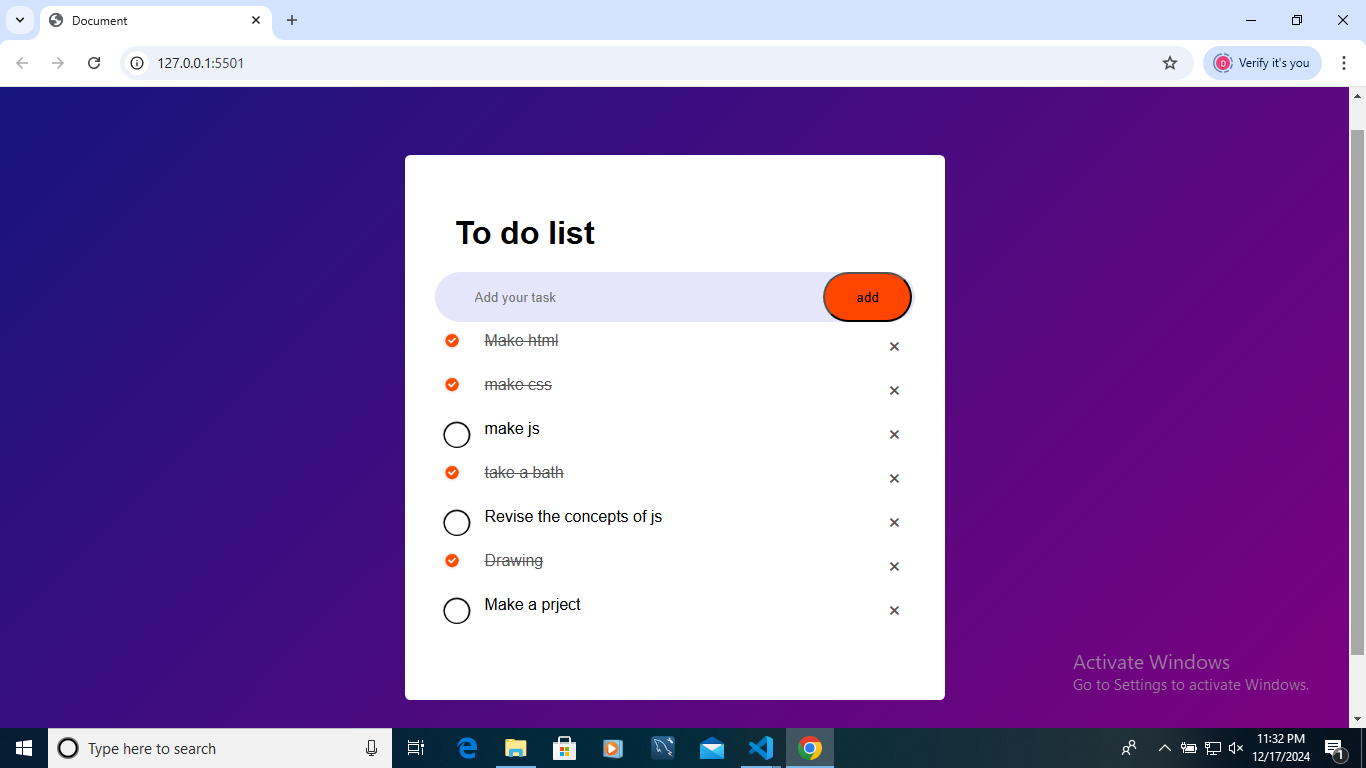 Document
127.0.0.1:5501
Verify it's you
To do list
Add your task
add
Make html
make css
make js
take a bath
Revise the concepts of js
Drawing
Make a prject
Activate Windows
Go to Settings to activate Windows.
Type here to search
11:32 PM
12/17/2024
1